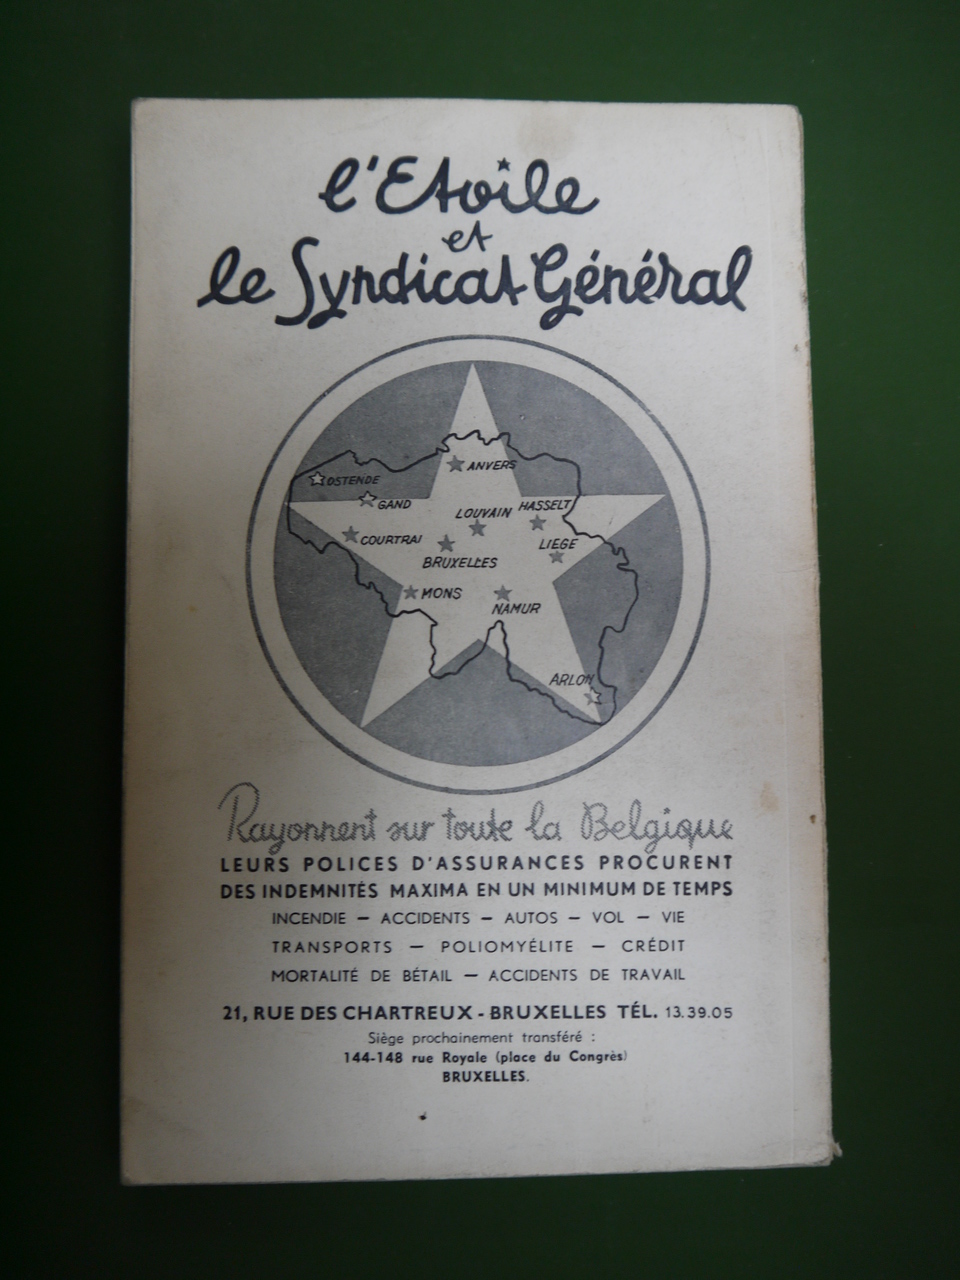 l'Etoile
et
le Syndicat Général
ANVERS
OSTENDE
GAND
LOUVAIN
HASSELT
COURTRAI
LIEGE
BRUXELLES
MONS
NAMUR
ARLON
Rayonnent sur toute la Belgique
LEURS POLICES D'ASSURANCES PROCURENT
DES INDEMNITÉS MAXIMA EN UN MINIMUM DE TEMPS
INCENDIE – ACCIDENTS – AUTOS – VOL – VIE
TRANSPORTS – POLIOMYÉLITE – CRÉDIT
MORTALITÉ DE BÉTAIL – ACCIDENTS DE TRAVAIL
21, RUE DES CHARTREUX - BRUXELLES TÉL. 13.39.05
Siège prochainement transféré :
144-148 rue Royale (place du Congrès)
BRUXELLES.